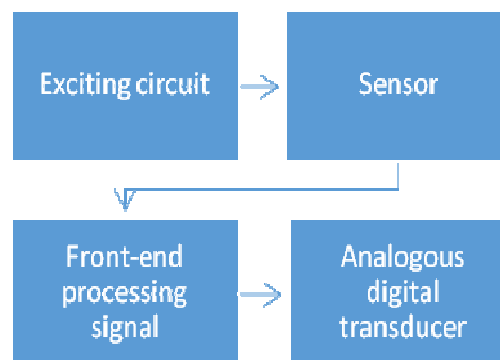 Exciting circuit
Sensor
Front-end
processing
signal
Analogous
digital
transducer